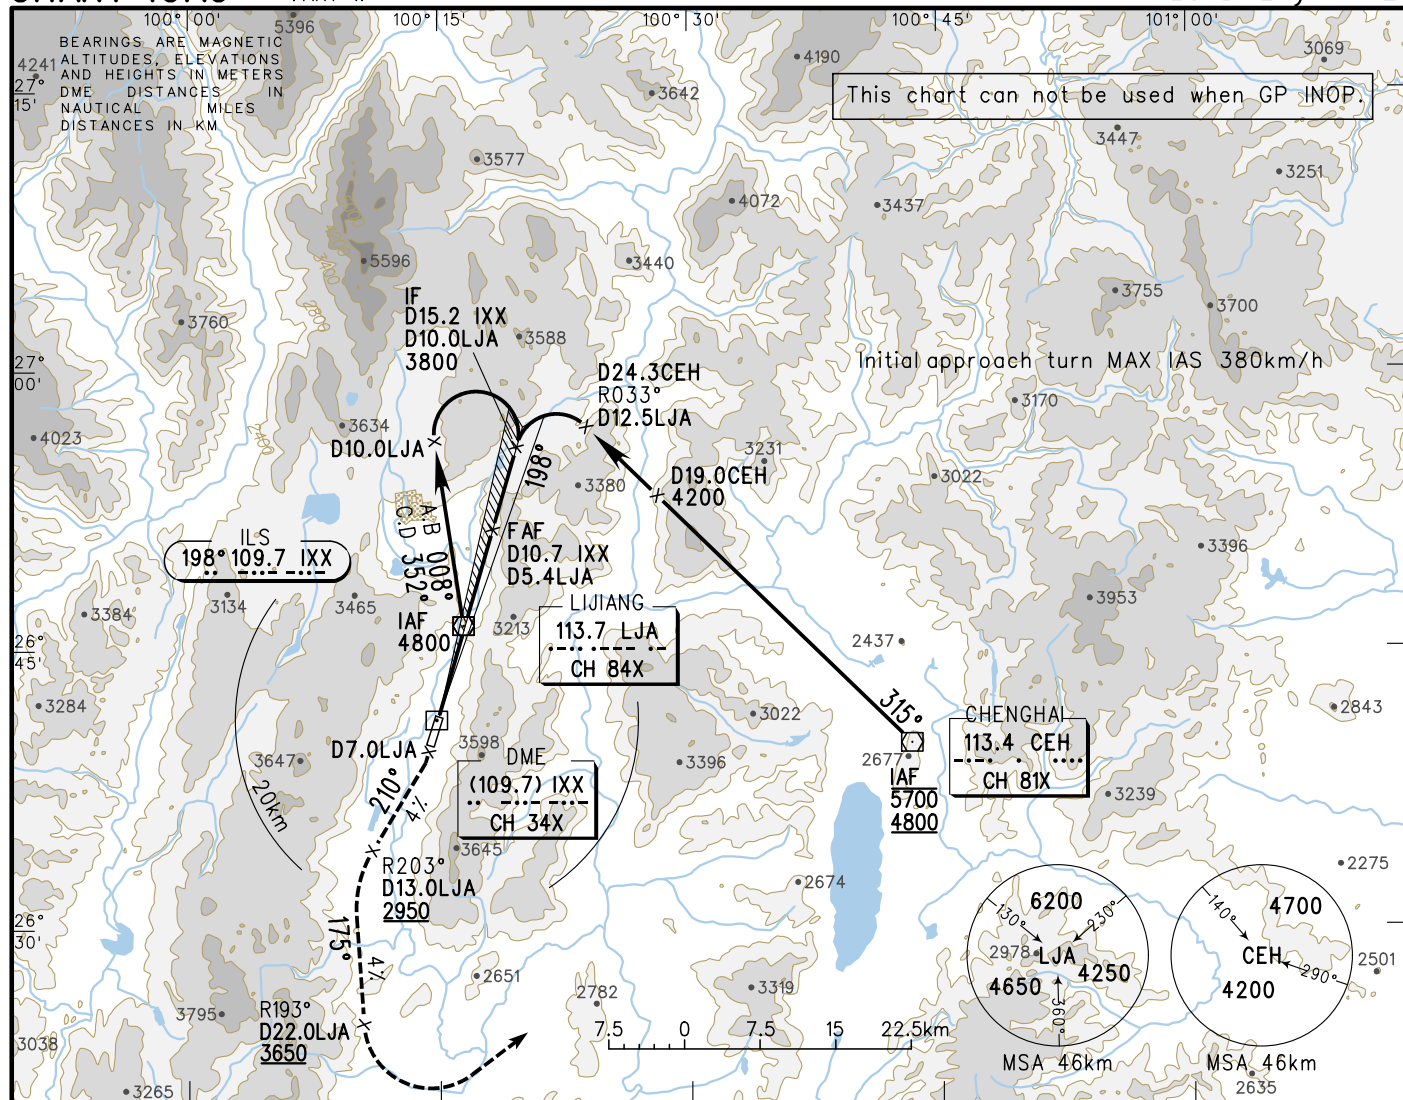 100°00'
100°15'
100°30'
100°45'
101°00'
BEARINGS ARE MAGNETIC
ALTITUDES, ELEVATIONS
AND HEIGHTS IN METERS
DME DISTANCES IN
NAUTICAL MILES
DISTANCES IN KM
5396
4241
27°
15'
4190
3069
3642
This chart can not be used when GP INOP.
3447
3577
3251
4072
3437
3400
5596
3440
2800
3755
3700
3760
IF
D15.2 IXX
D10.0LJA
3800
3588
27°
00'
Initial approach turn MAX IAS 380km/h
D24.3CEH
R033°
D12.5LJA
3170
3634
4023
2400
D10.0LJA
198°
3231
D19.0CEH
4200
3022
3380
A.B 008°
C.D 352°
FAF
D10.7 IXX
D5.4LJA
ILS
198° 109.7 IXX
3396
3134
3465
3384
3953
IAF
4800
3213
LIJIANG
113.7 LJA
CH 84X
2437
26°
45'
3284
315°
3022
2843
CHENGHAI
113.4 CEH
CH 81X
D7.0LJA
3598
3647
3396
2677
IAF
5700
4800
DME
(109.7) IXX
CH 34X
20km
210°
4%
3239
3645
R203°
D13.0LJA
2950
2674
2275
26°
30'
175°
4%
6200
130°
230°
2978
LJA
4650
4250
360°
MSA 46km
4700
140°
CEH
290°
4200
MSA 46km
2501
2651
2782
3319
3795
R193°
D22.0LJA
3650
3038
7.5 0 7.5 15 22.5km
3265
2635